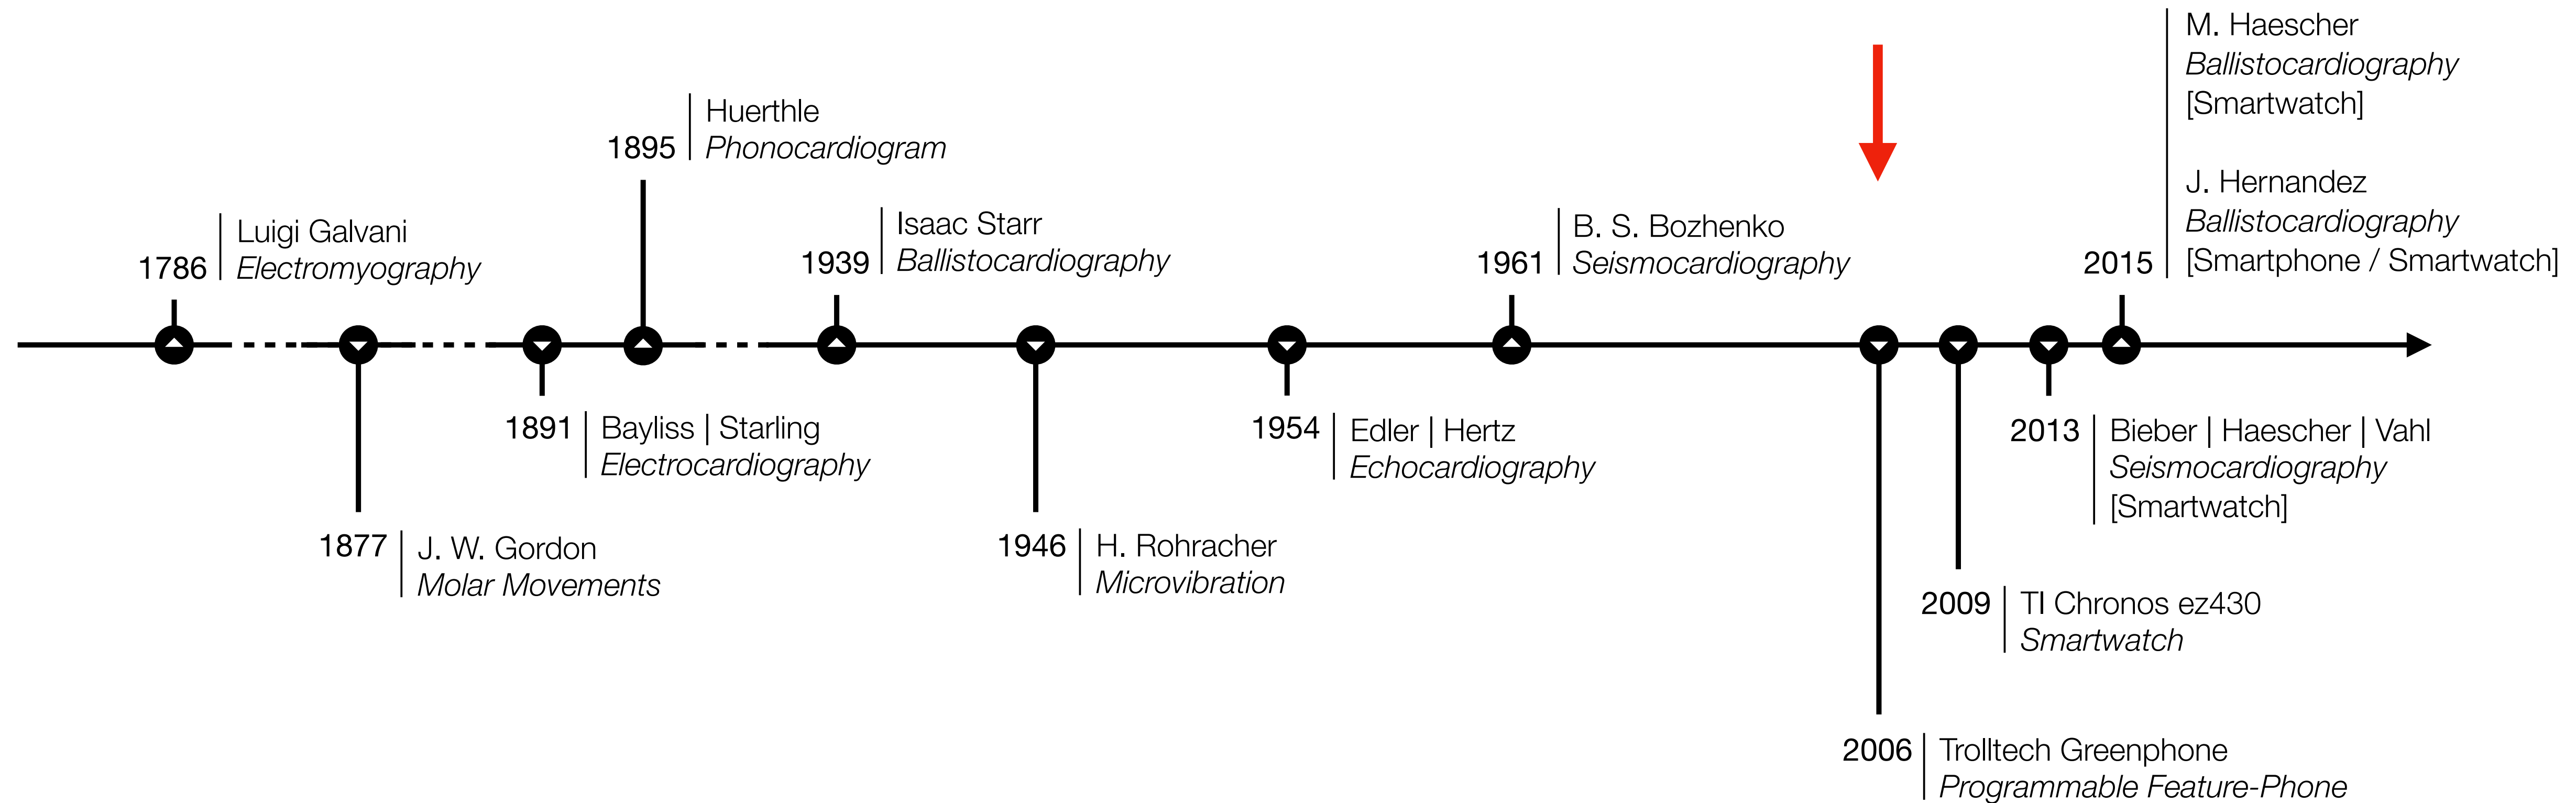 1786
Luigi Galvani
Electromyography
1877
J. W. Gordon
Molar Movements
1891
Bayliss | Starling
Electrocardiography
1895
Huerthle
Phonocardiogram
1939
Isaac Starr
Ballistocardiography
1946
H. Rohracher
Microvibration
1954
Edler | Hertz
Echocardiography
1961
B. S. Bozhenko
Seismocardiography
2006
Trolltech Greenphone
Programmable Feature-Phone
2009
TI Chronos ez430
Smartwatch
2013
Bieber | Haescher | Vahl
Seismocardiography
[Smartwatch]
2015
M. Haescher
Ballistocardiography
[Smartwatch]
J. Hernandez
Ballistocardiography
[Smartphone / Smartwatch]